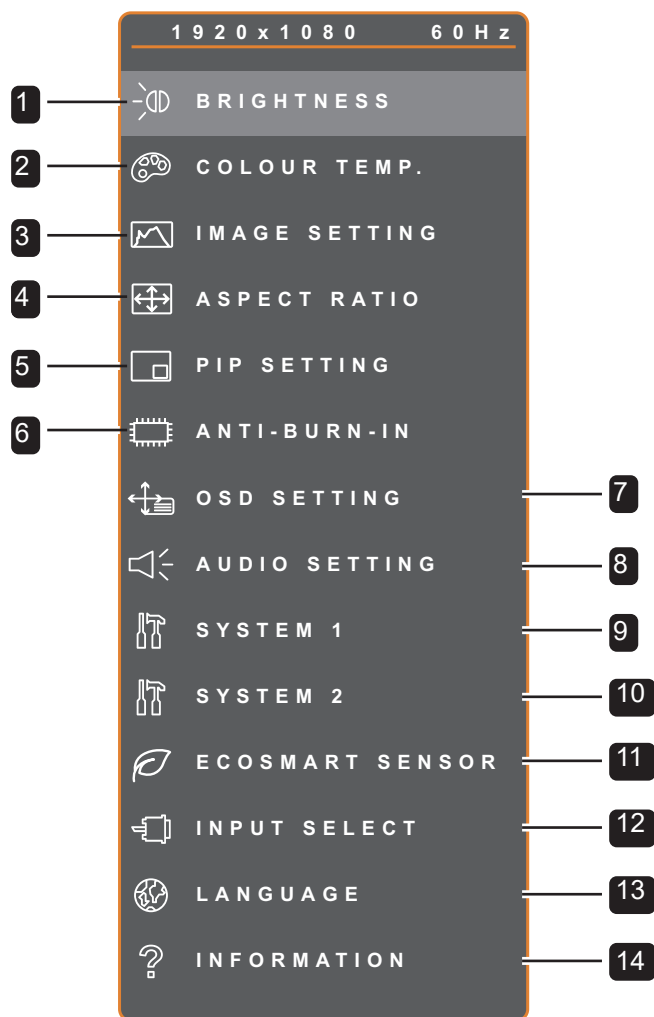 1920x1080 60Hz
1 BRIGHTNESS
2 COLOUR TEMP.
3 IMAGE SETTING
4 ASPECT RATIO
5 PIP SETTING
6 ANTI-BURN-IN
OSD SETTING 7
AUDIO SETTING 8
SYSTEM 1 9
SYSTEM 2 10
ECOSMART SENSOR 11
INPUT SELECT 12
LANGUAGE 13
INFORMATION 14